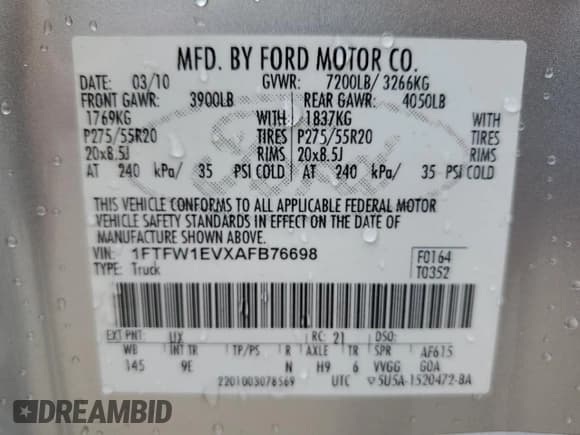 MFD. BY FORD MOTOR CO.
DATE: 03/10 GVWR: 7200LB/ 3266KG
FRONT GAWR: 3900LB REAR GAWR: 4050LB
1769KG WITH 1837KG WITH
P275/55R20 TIRES P275/55R20 TIRES
20x8.5J RIMS 20x8.5J RIMS
AT 240 kPa/ 35 PSI COLD AT 240 kPa/ 35 PSI COLD
THIS VEHICLE CONFORMS TO ALL APPLICABLE FEDERAL MOTOR
VEHICLE SAFETY STANDARDS IN EFFECT ON THE DATE OF
MANUFACTURE SHOWN ABOVE.
VIN: 1FTFW1EVXAFB76698 F0164
TYPE: Truck T0352
EXT PNT: UX RC: 21 DSO:
WB INT TR TP/PS R AXLE TR SPR AF615
145 9E N H9 6 VVGG GOA
2201003078569 UTC ▽5U5A-1520472-BA
DREAMBID